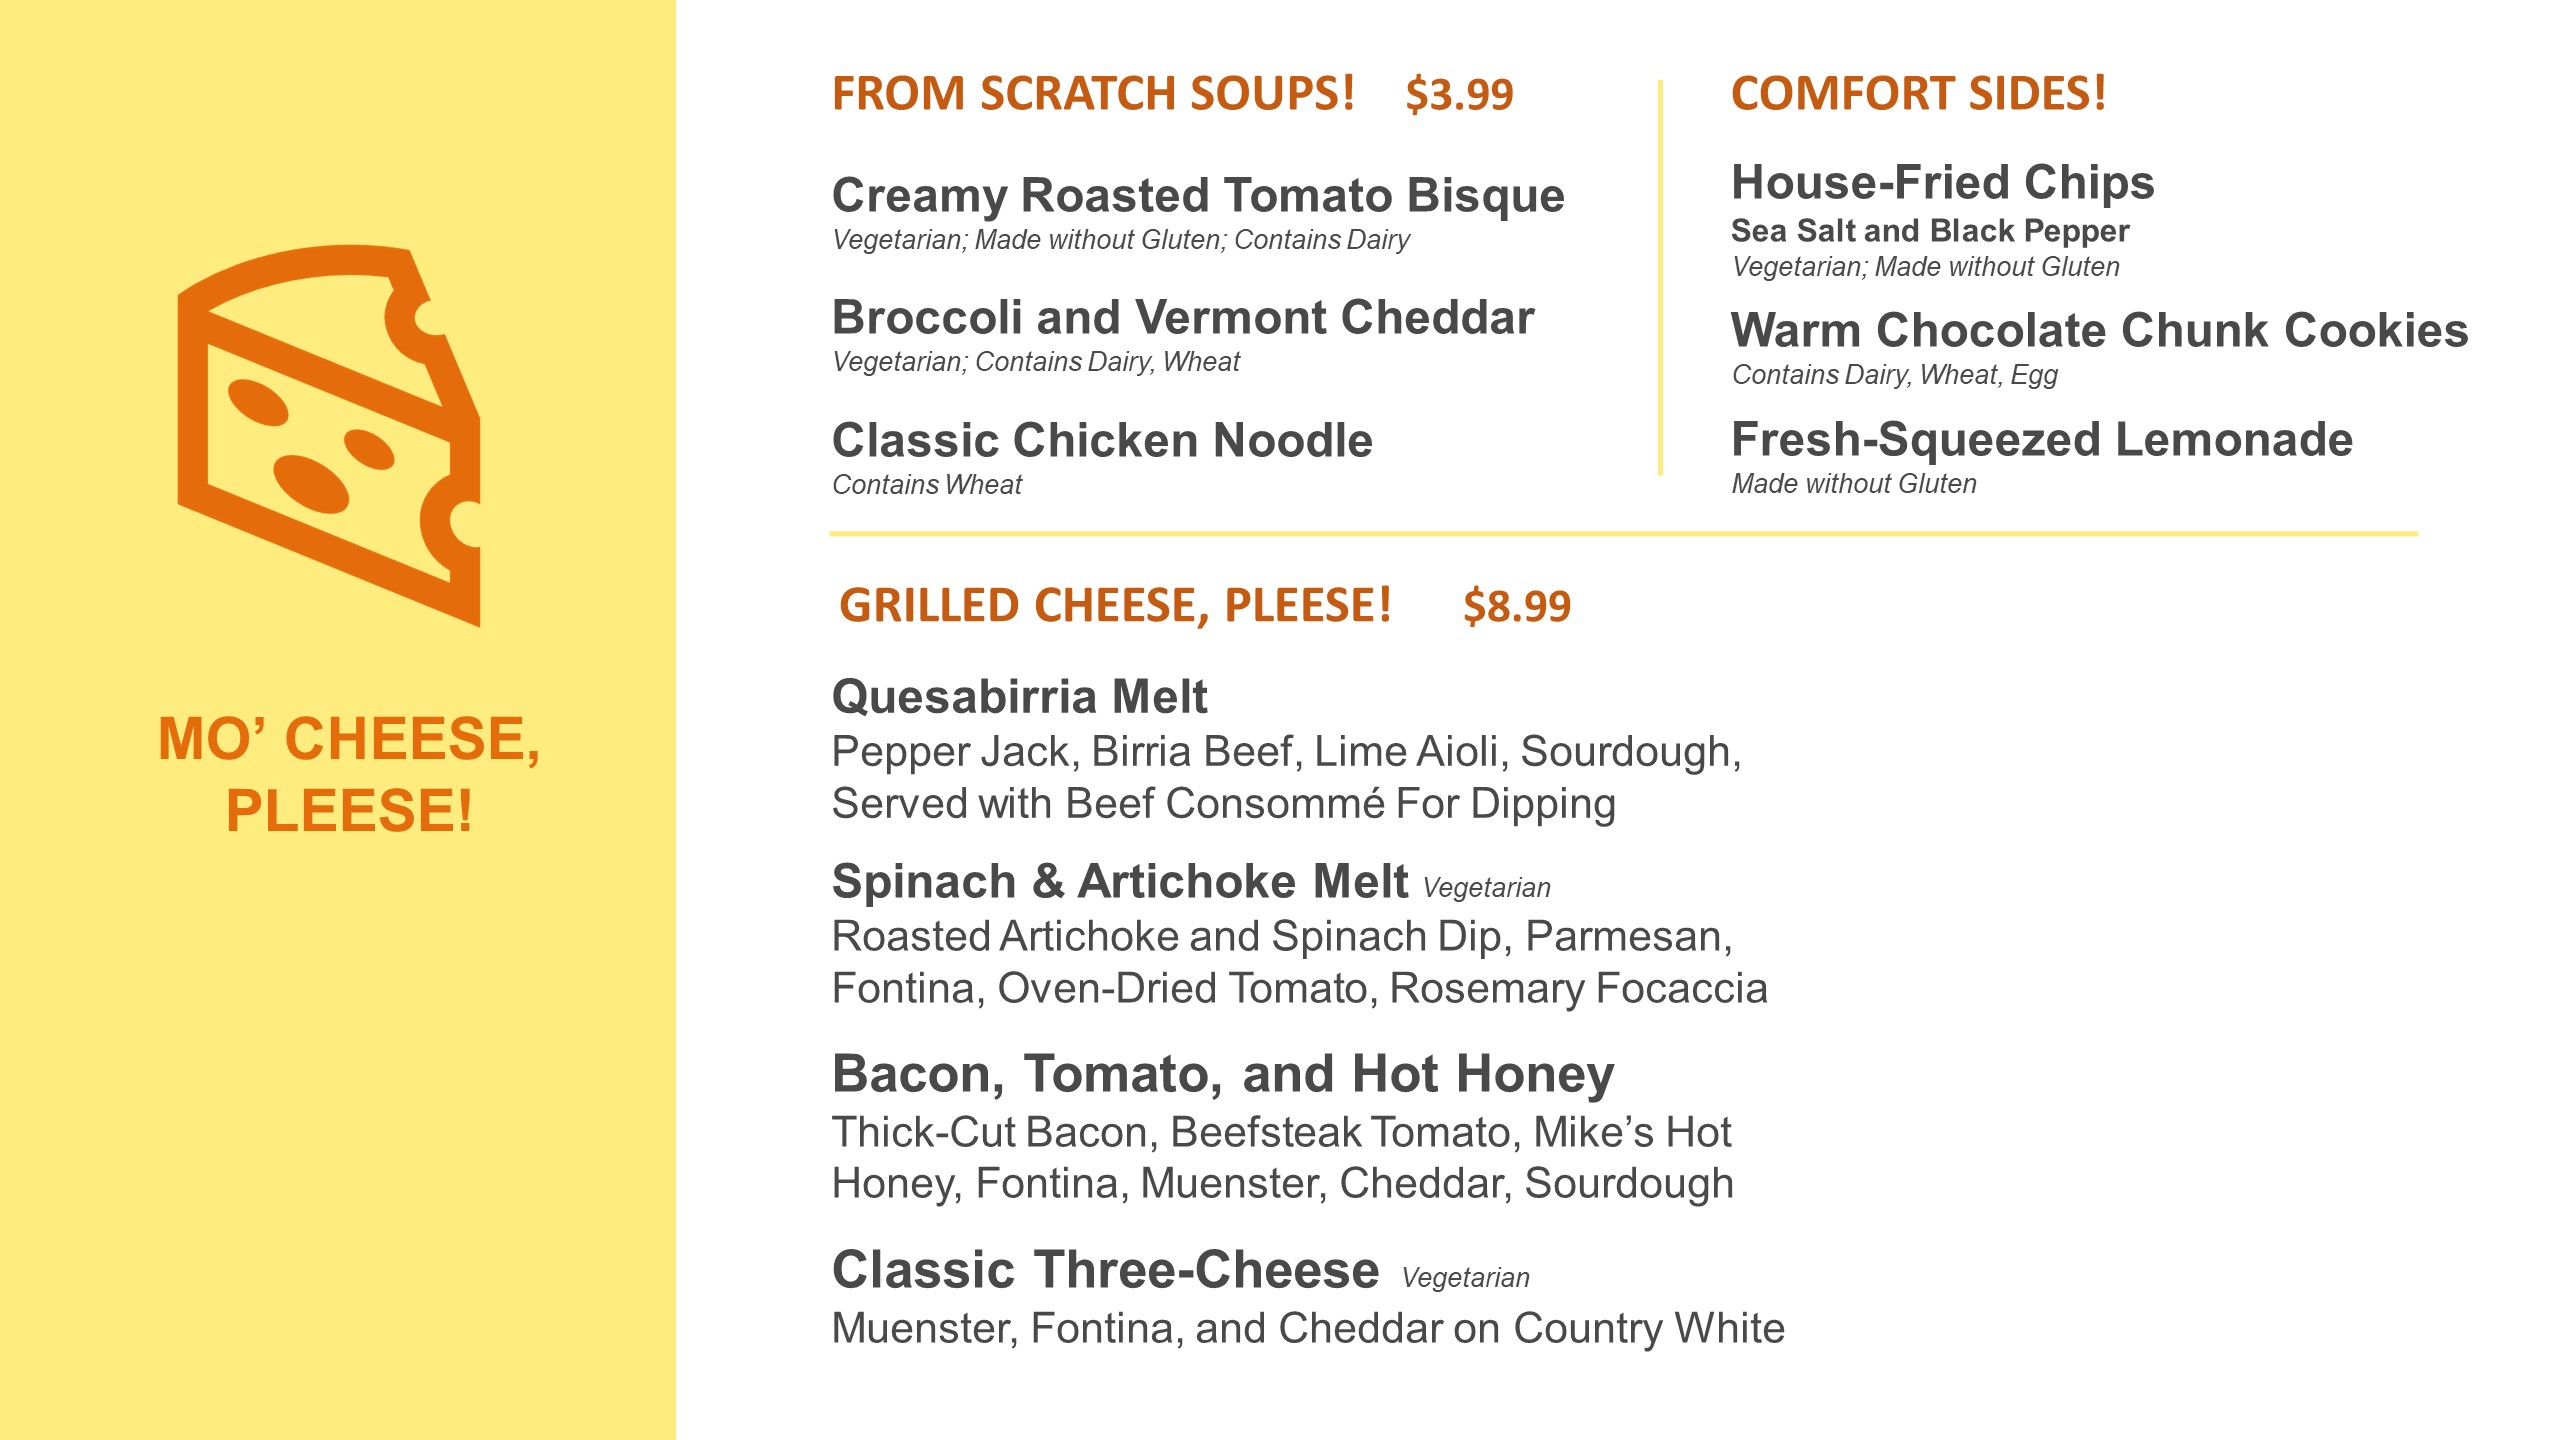 MO’ CHEESE,
PLEESE!
FROM SCRATCH SOUPS! $3.99
Creamy Roasted Tomato Bisque
Vegetarian; Made without Gluten; Contains Dairy
Broccoli and Vermont Cheddar
Vegetarian; Contains Dairy, Wheat
Classic Chicken Noodle
Contains Wheat
COMFORT SIDES!
House-Fried Chips
Sea Salt and Black Pepper
Vegetarian; Made without Gluten
Warm Chocolate Chunk Cookies
Contains Dairy, Wheat, Egg
Fresh-Squeezed Lemonade
Made without Gluten
GRILLED CHEESE, PLEESE! $8.99
Quesabirria Melt
Pepper Jack, Birria Beef, Lime Aioli, Sourdough,
Served with Beef Consommé For Dipping
Spinach & Artichoke Melt Vegetarian
Roasted Artichoke and Spinach Dip, Parmesan,
Fontina, Oven-Dried Tomato, Rosemary Focaccia
Bacon, Tomato, and Hot Honey
Thick-Cut Bacon, Beefsteak Tomato, Mike’s Hot
Honey, Fontina, Muenster, Cheddar, Sourdough
Classic Three-Cheese Vegetarian
Muenster, Fontina, and Cheddar on Country White